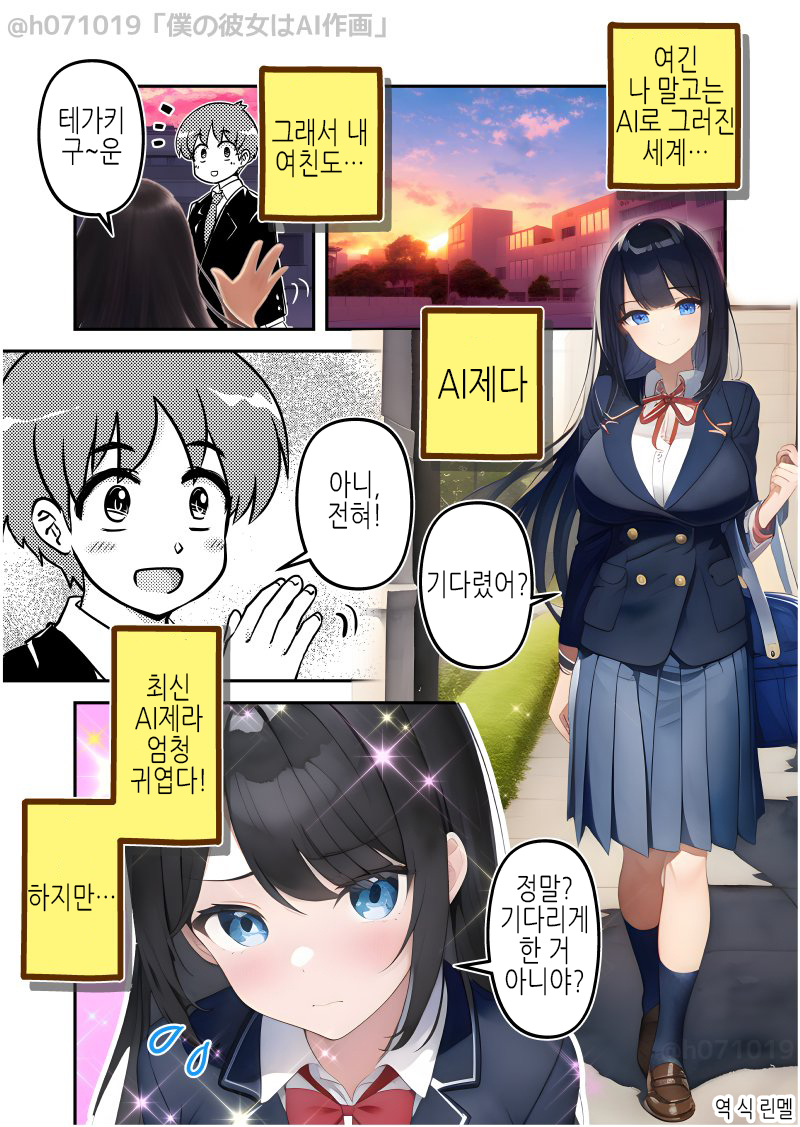 @h071019「僕の彼女はAI作画」
여긴
나 말고는
AI로 그러진
세계…
그래서 내
여친도…
테가키
구~운
AI제다
아니,
전혀!
기다렸어?
최신
AI제라
엄청
귀엽다!
하지만…
정말?
기다리게
한 거
아니야?
@h071019
역 식 린멜